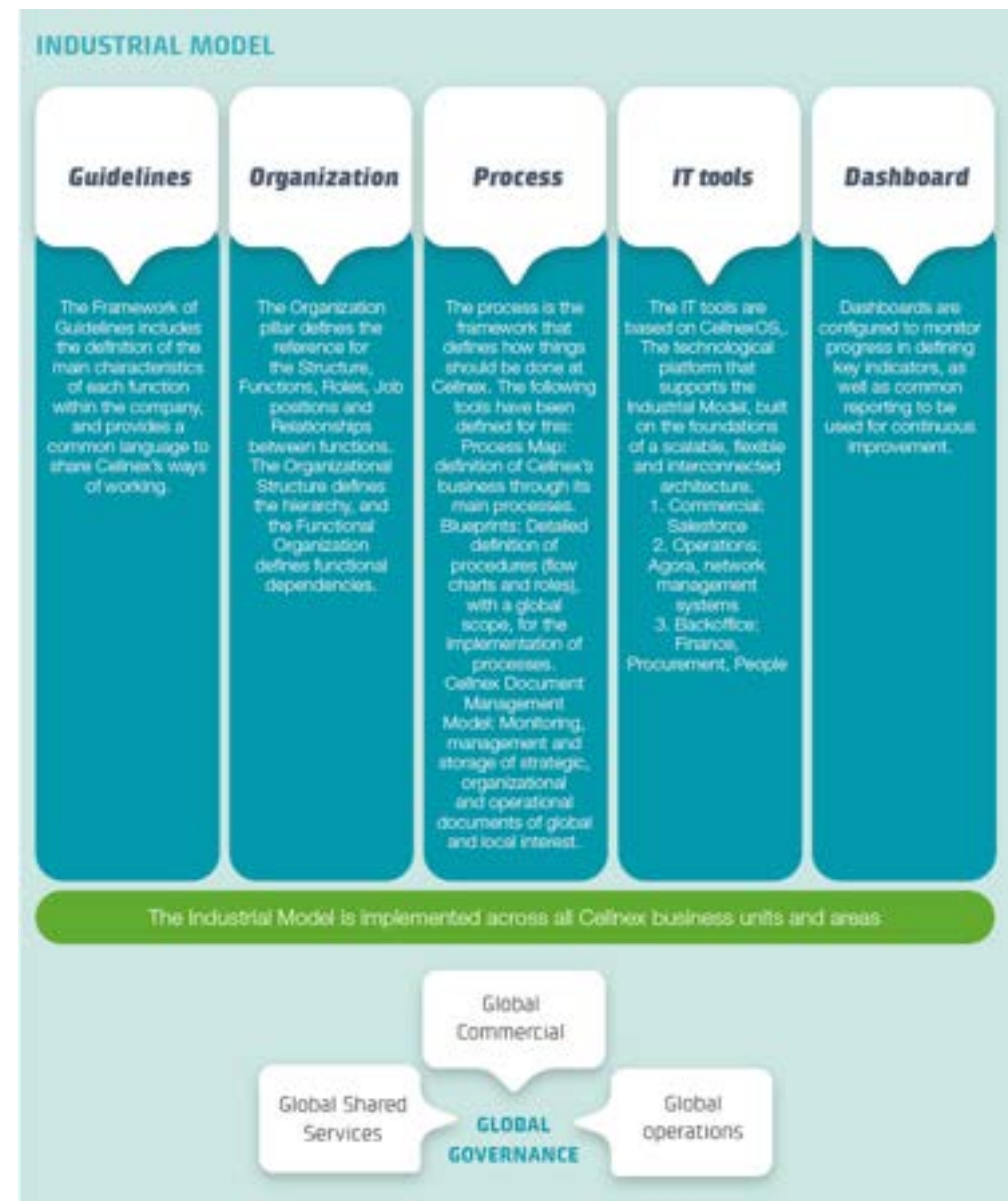 INDUSTRIAL MODEL
Guidelines
The Framework of
Guidelines includes
the definition of the
main characteristics
of each function
within the company,
and provides a
common language to
share Cellnex's ways
of working.
Organization
The Organization
pillar defines the
reference for
the Structure,
Functions, Roles, Job
positions and
Relationships
between functions.
The Organizational
Structure defines
the hierarchy, and
the Functional
Organization
defines functional
dependencies.
Process
The process is the
framework that
defines how things
should be done at
Cellnex. The following
tools have been
defined for this:
Process Map:
definition of Cellnex's
business through its
main processes.
Blueprints: Detailed
definition of
procedures (flow
charts and roles),
with a global
scope, for the
implementation of
processes.
Cellnex Document
Management
Model: Monitoring,
management and
storage of strategic,
organizational
and operational
documents of global
and local interest.
IT tools
The IT tools are
based on CellnexOS,.
The technological
platform that
supports the
Industrial Model, built
on the foundations
of a scalable, flexible
and interconnected
architecture.
1. Commercial:
Salesforce
2. Operations:
Agora, network
management
systems
3. Backoffice:
Finance,
Procurement, People
Dashboard
Dashboards are
configured to monitor
progress in defining
key indicators, as
well as common
reporting to be
used for continuous
improvement.
The Industrial Model is implemented across all Cellnex business units and areas
Global
Commercial
Global Shared
Services
GLOBAL
GOVERNANCE
Global
operations